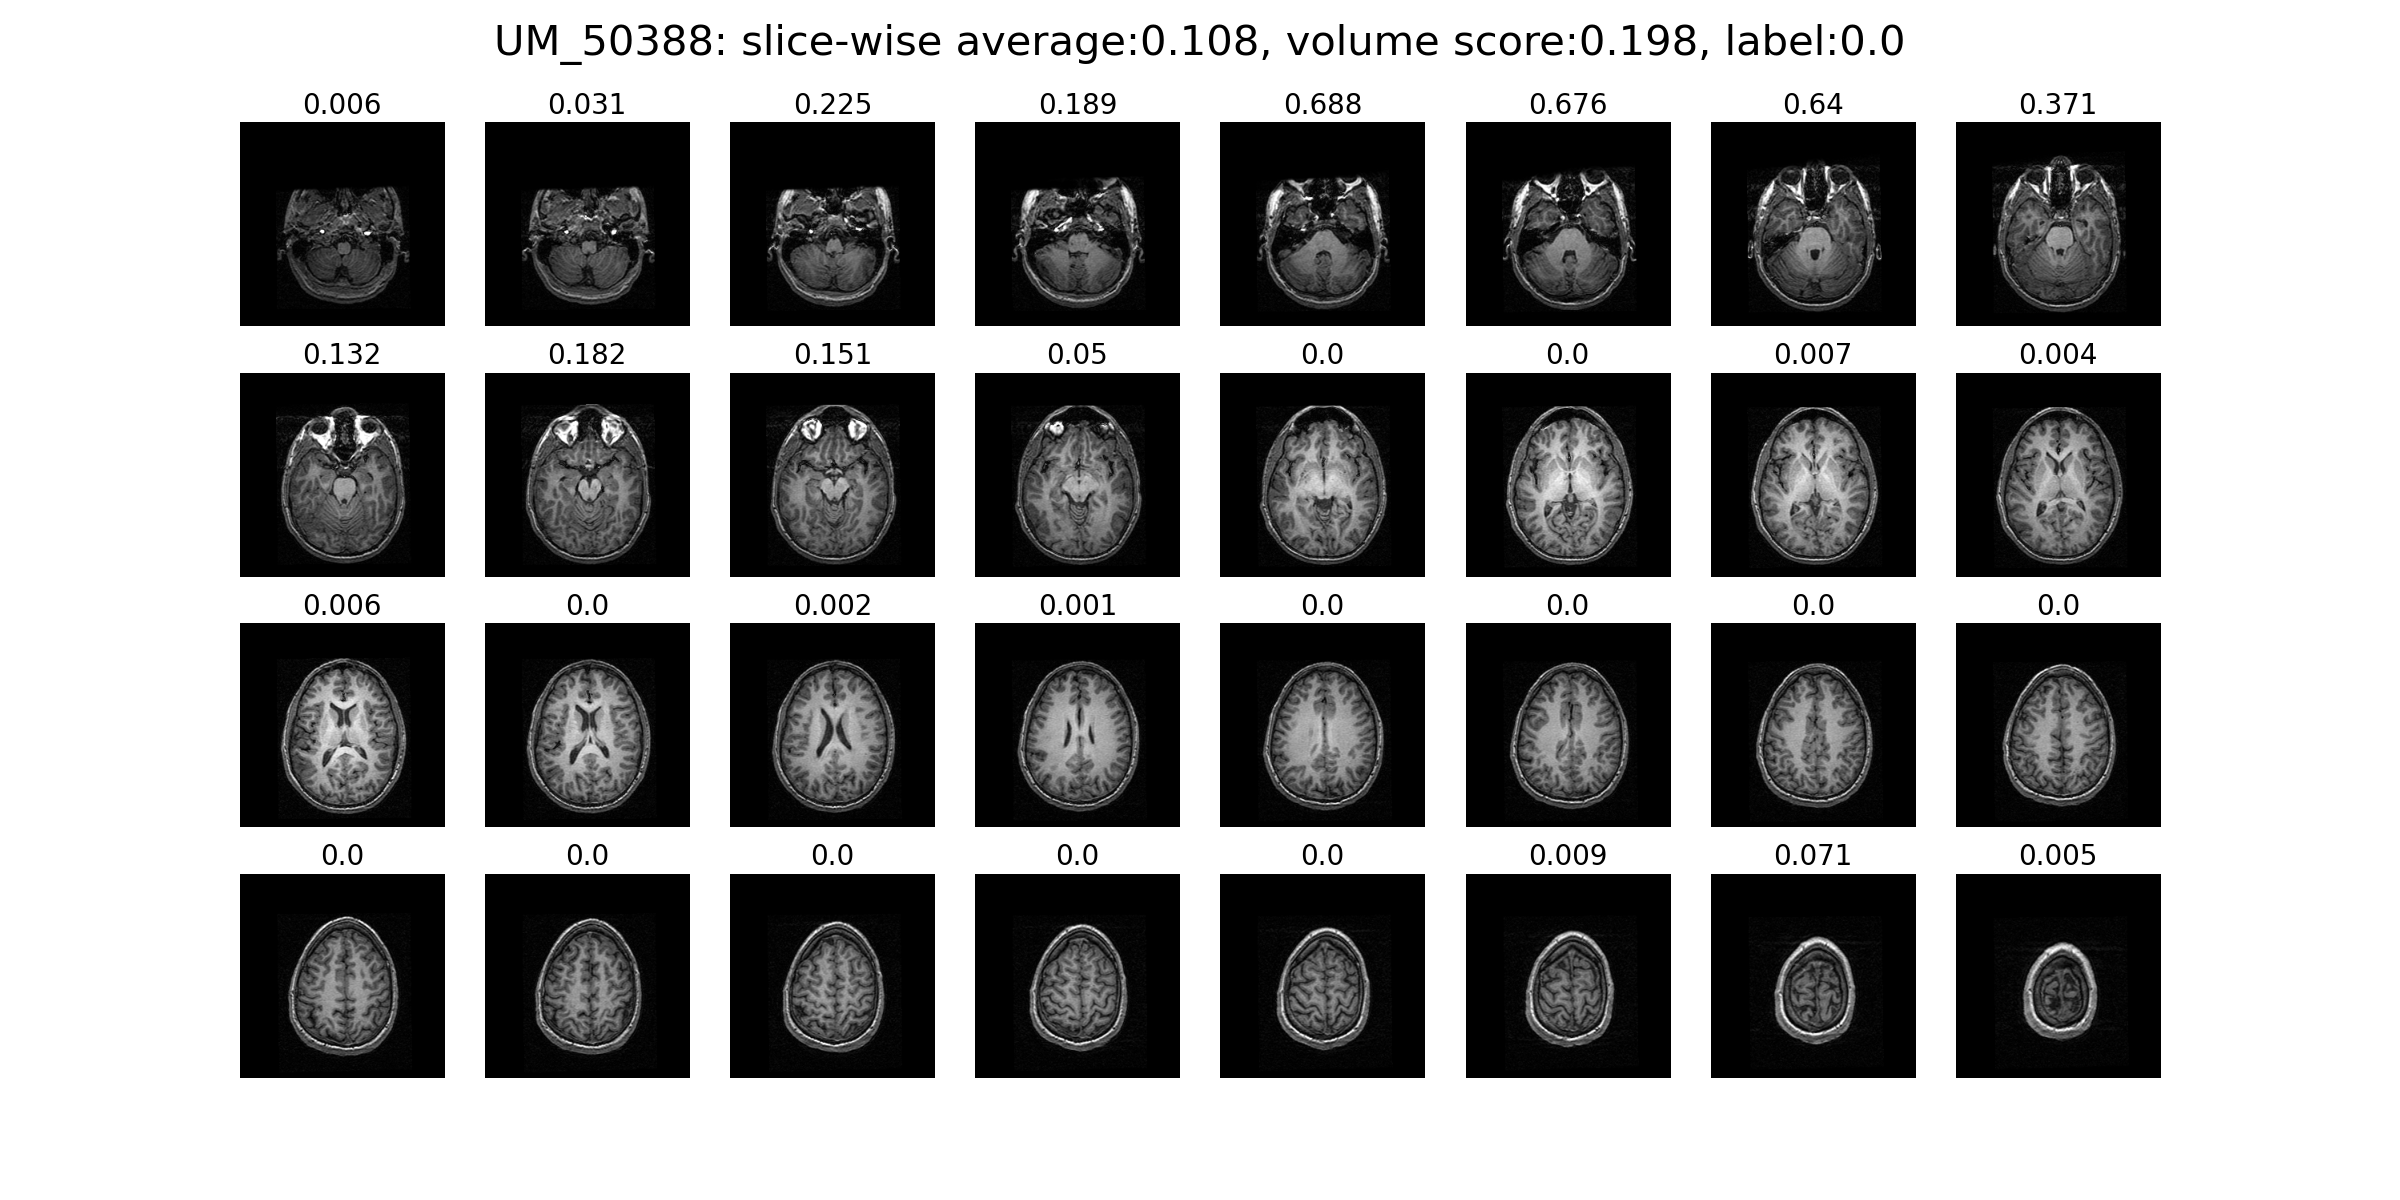 UM_50388: slice-wise average:0.108, volume score:0.198, label:0.0
0.006 0.031 0.225 0.189 0.688 0.676 0.64 0.371
0.132 0.182 0.151 0.05 0.0 0.0 0.007 0.004
0.006 0.0 0.002 0.001 0.0 0.0 0.0 0.0
0.0 0.0 0.0 0.0 0.0 0.009 0.071 0.005